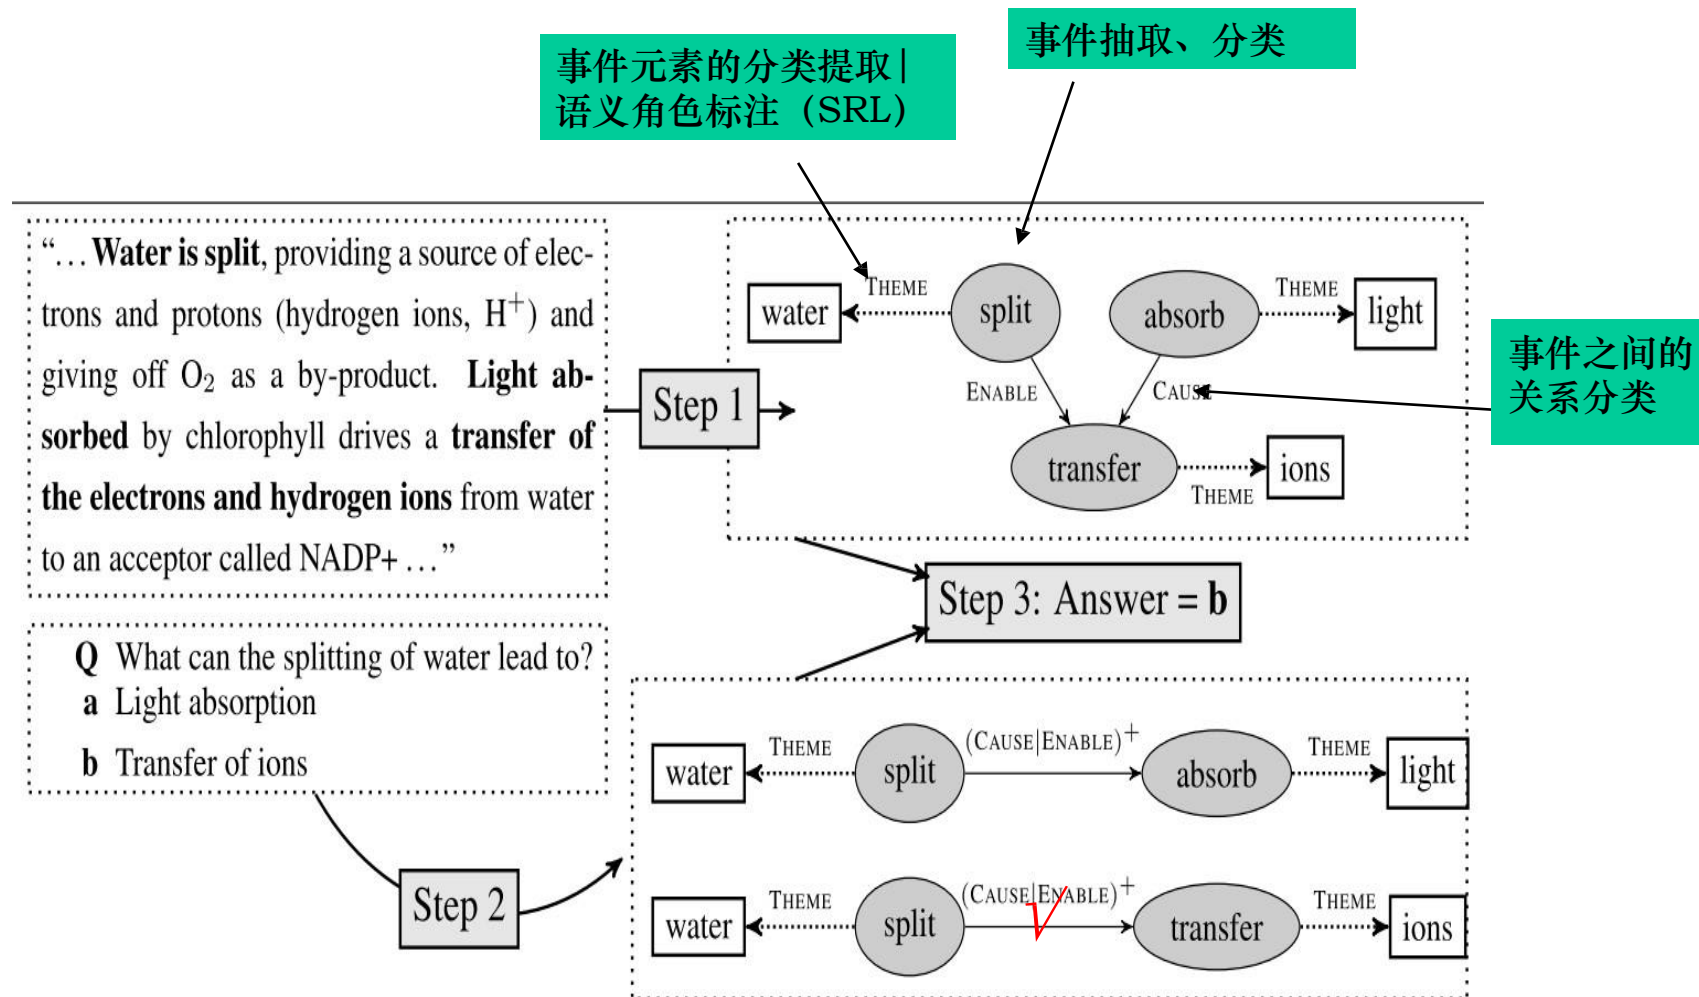 事件元素的分类提取|
语义角色标注（SRL）
事件抽取、分类
“… Water is split, providing a source of elec-
trons and protons (hydrogen ions, H+) and
giving off O2 as a by-product. Light ab-
sorbed by chlorophyll drives a transfer of
the electrons and hydrogen ions from water
to an acceptor called NADP+ …”
Step 1
water
THEME
split
absorb
THEME
light
ENABLE
CAUSE
transfer
THEME
ions
事件之间的
关系分类
Q What can the splitting of water lead to?
a Light absorption
b Transfer of ions
Step 2
Step 3: Answer = b
water
THEME
split
(CAUSE|ENABLE)+
absorb
THEME
light
water
THEME
split
(CAUSE|ENABLE)+
transfer
THEME
ions